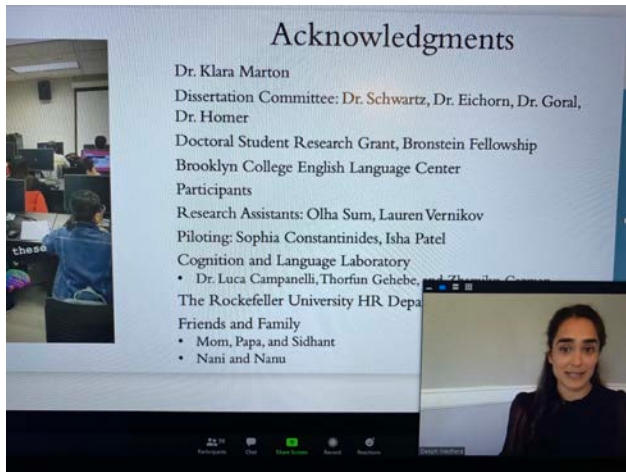 Acknowledgments
Dr. Klara Marton
Dissertation Committee: Dr. Schwartz, Dr. Eichorn, Dr. Goral,
Dr. Homer
Doctoral Student Research Grant, Bronstein Fellowship
Brooklyn College English Language Center
Participants
Research Assistants: Olha Sum, Lauren Vernikov
these
Piloting: Sophia Constantinides, Isha Patel
Cognition and Language Laboratory
• Dr. Luca Campanelli, Thorfun Gehebe, and
The Rockefeller University HR Depa
Friends and Family
• Mom, Papa, and Sidhant
• Nani and Nanu
Participants Chat Share Screen Record Reactions